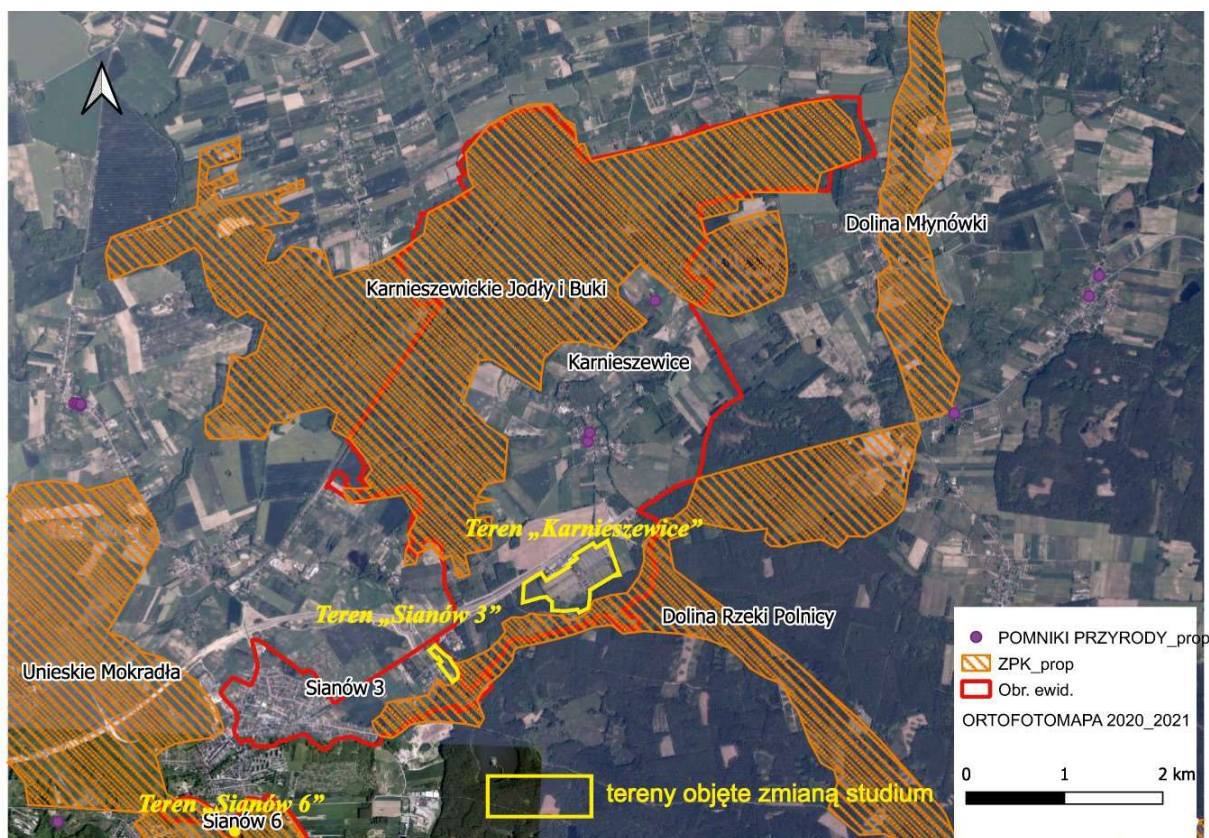 Dolina Młynówki
Karnieszewickie Jodły i Buki
Karnieszewice
Teren „Karnieszewice”
Teren „Sianów 3”
Dolina Rzeki Polnicy
Unieskie Mokradła
Sianów 3
Teren „Sianów 6”
Sianów 6
tereny objęte zmianą studium
POMNIKI PRZYRODY_prop
ZPK_prop
Obr. ewid.
ORTOFOTOMAPA 2020_2021
0 1 2 km